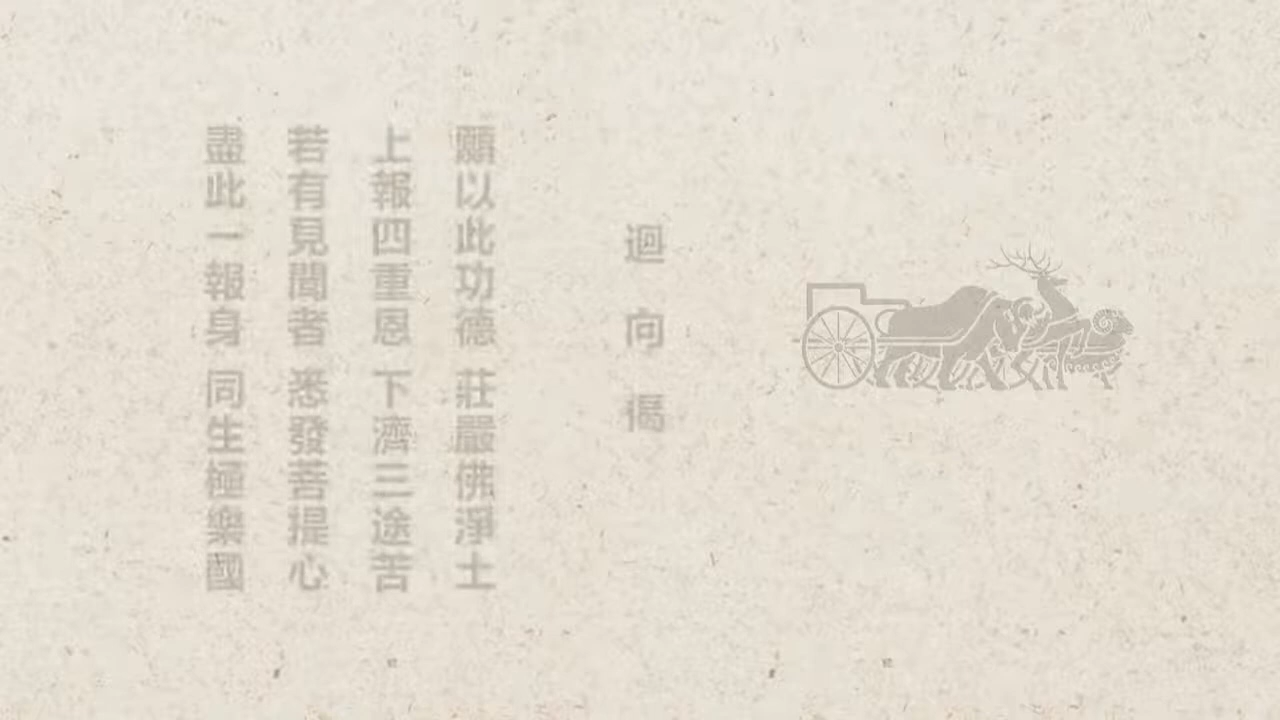 迴向偈
願以此功德 莊嚴佛淨土
上報四重恩 下濟三途苦
若有見聞者 悉發菩提心
盡此一報身 同生極樂國